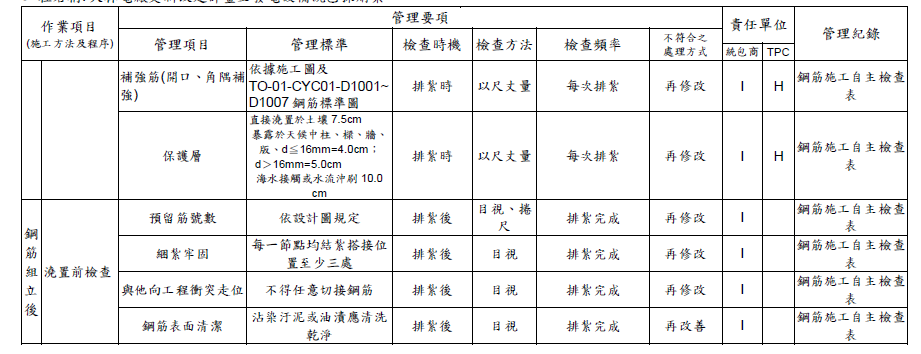 作業項目
(施工方法及程序)
管理要項
責任單位
管理紀錄
管理項目
管理標準
檢查時機
檢查方法
檢查頻率
不符合之
處理方式
統包商
TPC
補強筋(開口、角隅補
強)
依據施工圖及
TO-01-CYC01-D1001~
D1007 鋼筋標準圖
排紮時
以尺丈量
每次排紮
再修改
I
H
鋼筋施工自主檢查
表
保護層
直接澆置於土壤 7.5cm
暴露於天候中柱、樑、牆、
版、d≦16mm=4.0cm；
d＞16mm=5.0cm
海水接觸或水流沖刷 10.0
cm
排紮時
以尺丈量
每次排紮
再修改
I
H
鋼筋施工自主檢查
表
鋼
筋
組
立
後
澆置前檢查
預留筋號數
依設計圖規定
排紮後
目視、捲
尺
排紮完成
再修改
I
鋼筋施工自主檢查
表
綑紮牢固
每一節點均結紮搭接位
置至少三處
排紮後
目視
排紮完成
再修改
I
鋼筋施工自主檢查
表
與他向工程衝突走位
不得任意切接鋼筋
排紮後
目視
排紮完成
再修改
I
鋼筋施工自主檢查
表
鋼筋表面清潔
沾染汙泥或油漬應清洗
乾淨
排紮後
目視
排紮完成
再改善
I
鋼筋施工自主檢查
表